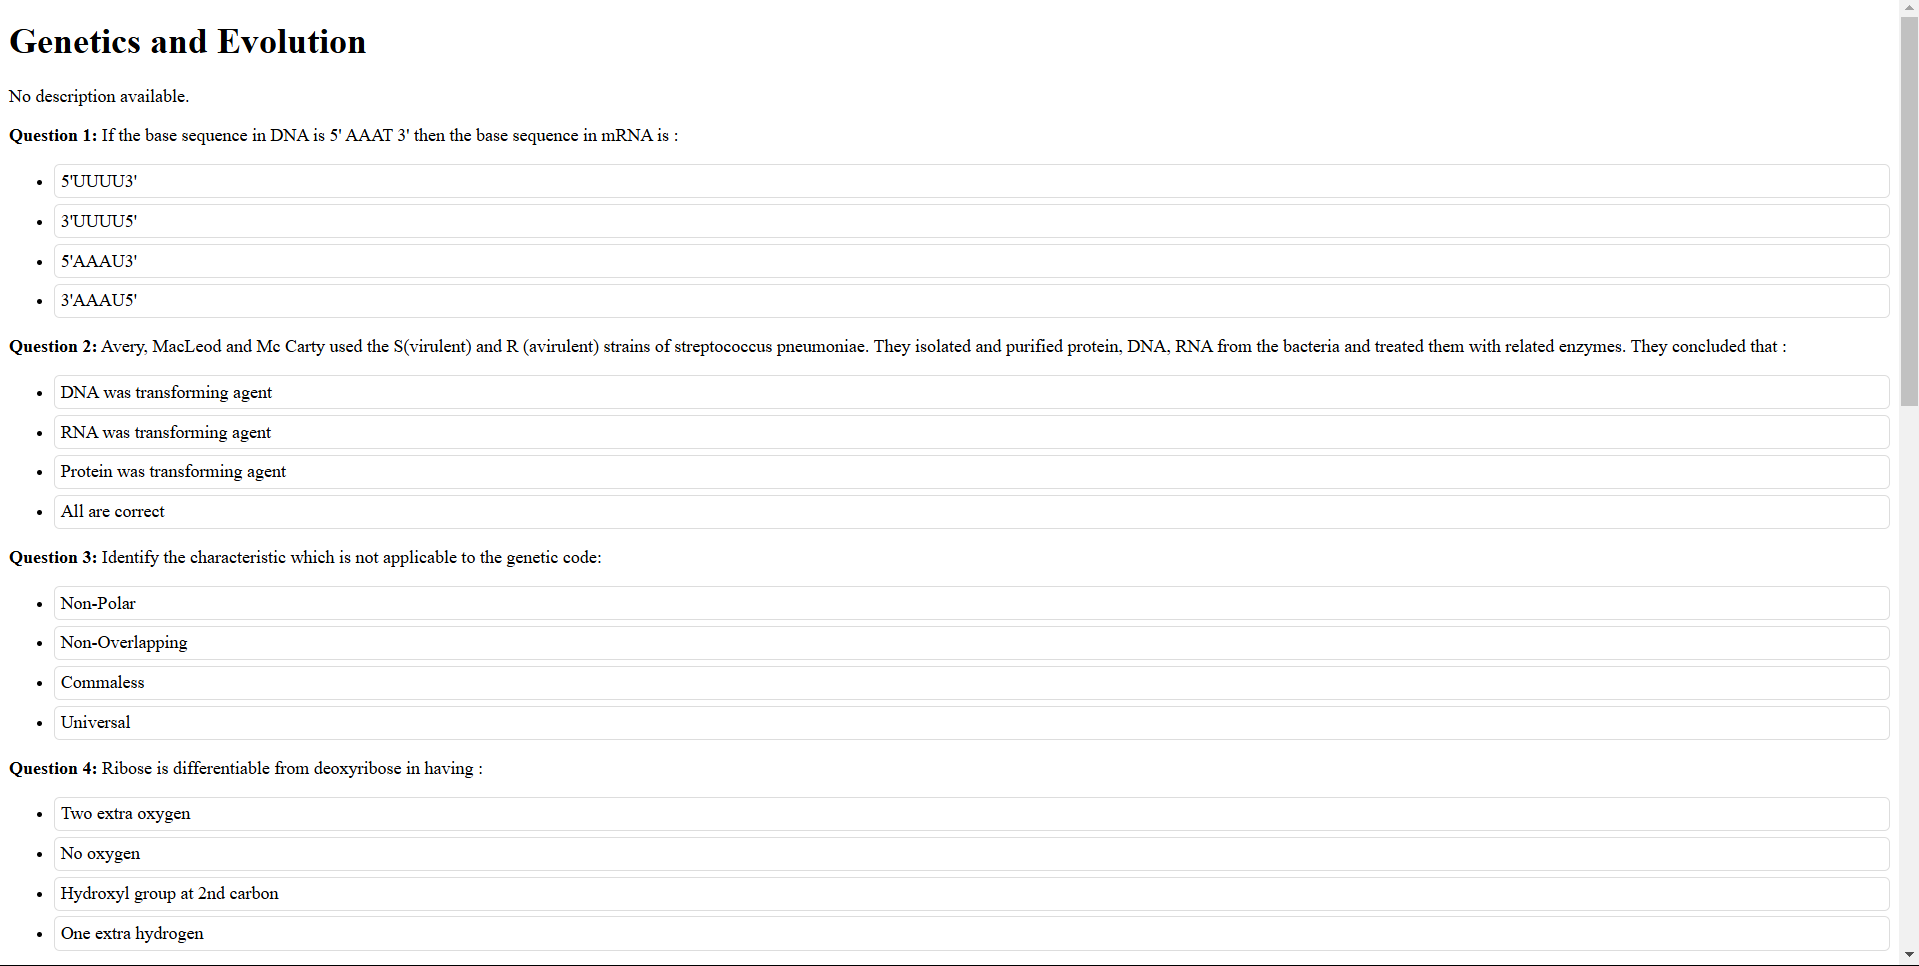 Genetics and Evolution
No description available.
Question 1: If the base sequence in DNA is 5' AAAT 3' then the base sequence in mRNA is :
5'UUUU3'
3'UUUU5'
5'AAAU3'
3'AAAU5'
Question 2: Avery, MacLeod and Mc Carty used the S(virulent) and R (avirulent) strains of streptococcus pneumoniae. They isolated and purified protein, DNA, RNA from the bacteria and treated them with related enzymes. They concluded that :
DNA was transforming agent
RNA was transforming agent
Protein was transforming agent
All are correct
Question 3: Identify the characteristic which is not applicable to the genetic code:
Non-Polar
Non-Overlapping
Commaless
Universal
Question 4: Ribose is differentiable from deoxyribose in having :
Two extra oxygen
No oxygen
Hydroxyl group at 2nd carbon
One extra hydrogen